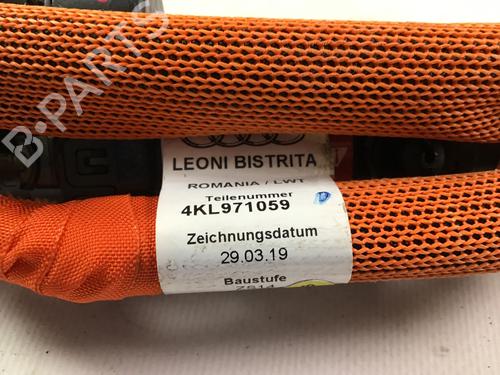 B-PARTS
LEONI BISTRITA
ROMANIA / LWT
Teilenummer
4KL971059
Zeichnungsdatum
29.03.19
Baustufe